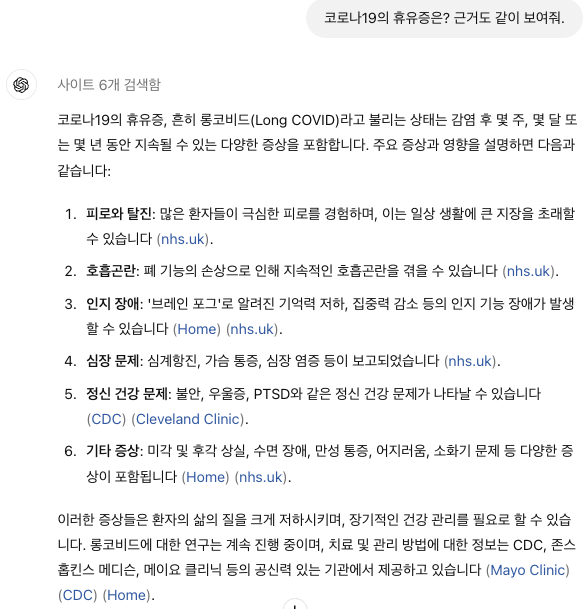 코로나19의 휴유증은? 근거도 같이 보여줘.
사이트 6개 검색함
코로나19의 휴유증, 흔히 롱코비드(Long COVID)라고 불리는 상태는 감염 후 몇 주, 몇 달 또
는 몇 년 동안 지속될 수 있는 다양한 증상을 포함합니다. 주요 증상과 영향을 설명하면 다음과
같습니다:
1. 피로와 탈진: 많은 환자들이 극심한 피로를 경험하며, 이는 일상 생활에 큰 지장을 초래할
수 있습니다 (nhs.uk).
2. 호흡곤란: 폐 기능의 손상으로 인해 지속적인 호흡곤란을 겪을 수 있습니다 (nhs.uk).
3. 인지 장애: '브레인 포그'로 알려진 기억력 저하, 집중력 감소 등의 인지 기능 장애가 발생
할 수 있습니다 (Home) (nhs.uk).
4. 심장 문제: 심계항진, 가슴 통증, 심장 염증 등이 보고되었습니다 (nhs.uk).
5. 정신 건강 문제: 불안, 우울증, PTSD와 같은 정신 건강 문제가 나타날 수 있습니다
(CDC) (Cleveland Clinic).
6. 기타 증상: 미각 및 후각 상실, 수면 장애, 만성 통증, 어지러움, 소화기 문제 등 다양한 증
상이 포함됩니다 (Home) (nhs.uk).
이러한 증상들은 환자의 삶의 질을 크게 저하시키며, 장기적인 건강 관리를 필요로 할 수 있습
니다. 롱코비드에 대한 연구는 계속 진행 중이며, 치료 및 관리 방법에 대한 정보는 CDC, 존스
홉킨스 메디슨, 메이요 클리닉 등의 공신력 있는 기관에서 제공하고 있습니다 (Mayo Clinic)
(CDC) (Home).